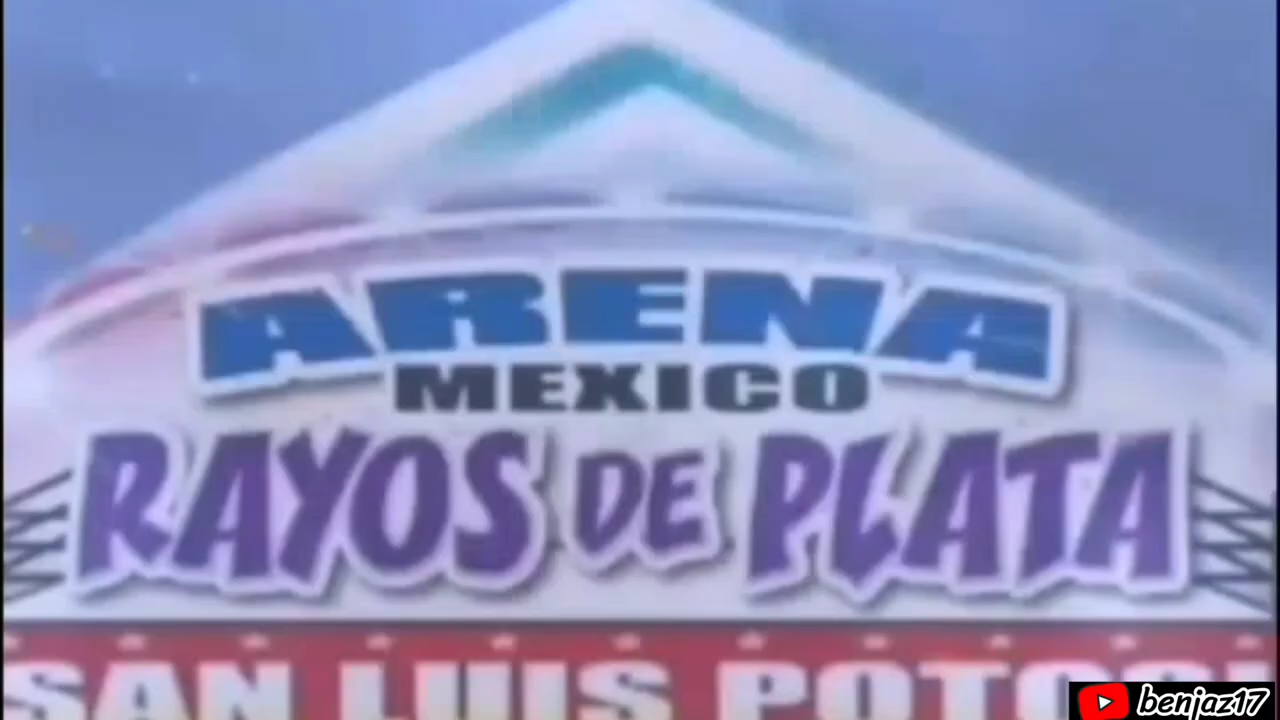 ARENA
MEXICO
RAYOS DE PLATA
SAN LUIS POTOSI
benjaz17